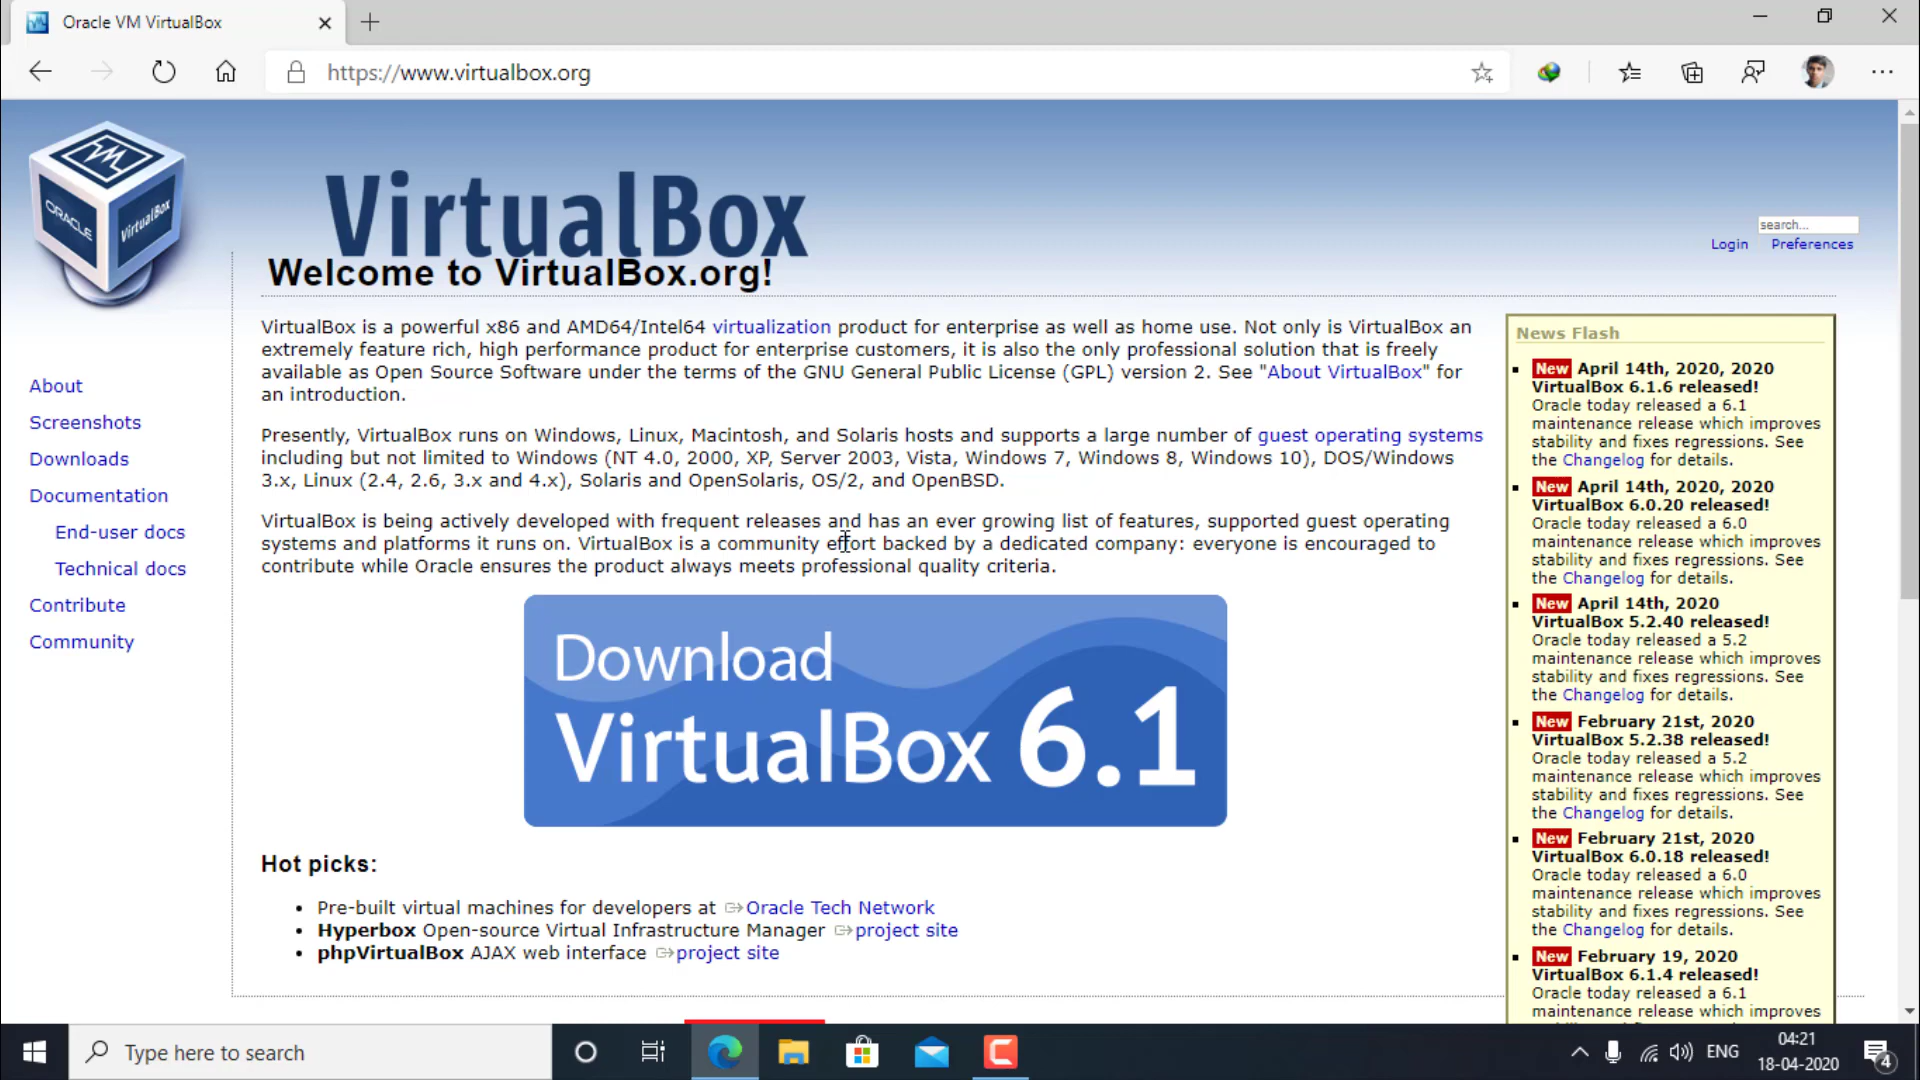 Oracle VM VirtualBox
https://www.virtualbox.org
ORACLE
VirtualBox
VirtualBox
search...
Login Preferences
Welcome to VirtualBox.org!
About
Screenshots
Downloads
Documentation
End-user docs
Technical docs
Contribute
Community
VirtualBox is a powerful x86 and AMD64/Intel64 virtualization product for enterprise as well as home use. Not only is VirtualBox an
extremely feature rich, high performance product for enterprise customers, it is also the only professional solution that is freely
available as Open Source Software under the terms of the GNU General Public License (GPL) version 2. See "About VirtualBox" for
an introduction.
Presently, VirtualBox runs on Windows, Linux, Macintosh, and Solaris hosts and supports a large number of guest operating systems
including but not limited to Windows (NT 4.0, 2000, XP, Server 2003, Vista, Windows 7, Windows 8, Windows 10), DOS/Windows
3.x, Linux (2.4, 2.6, 3.x and 4.x), Solaris and OpenSolaris, OS/2, and OpenBSD.
VirtualBox is being actively developed with frequent releases and has an ever growing list of features, supported guest operating
systems and platforms it runs on. VirtualBox is a community effort backed by a dedicated company: everyone is encouraged to
contribute while Oracle ensures the product always meets professional quality criteria.
Download
VirtualBox 6.1
Hot picks:
Pre-built virtual machines for developers at Oracle Tech Network
Hyperbox Open-source Virtual Infrastructure Manager project site
phpVirtualBox AJAX web interface project site
News Flash
New April 14th, 2020, 2020
VirtualBox 6.1.6 released!
Oracle today released a 6.1
maintenance release which improves
stability and fixes regressions. See
the Changelog for details.
New April 14th, 2020, 2020
VirtualBox 6.0.20 released!
Oracle today released a 6.0
maintenance release which improves
stability and fixes regressions. See
the Changelog for details.
New April 14th, 2020
VirtualBox 5.2.40 released!
Oracle today released a 5.2
maintenance release which improves
stability and fixes regressions. See
the Changelog for details.
New February 21st, 2020
VirtualBox 5.2.38 released!
Oracle today released a 5.2
maintenance release which improves
stability and fixes regressions. See
the Changelog for details.
New February 21st, 2020
VirtualBox 6.0.18 released!
Oracle today released a 6.0
maintenance release which improves
stability and fixes regressions. See
the Changelog for details.
New February 19, 2020
VirtualBox 6.1.4 released!
Oracle today released a 6.1
maintenance release which improves
Type here to search
ENG
04:21
18-04-2020
4